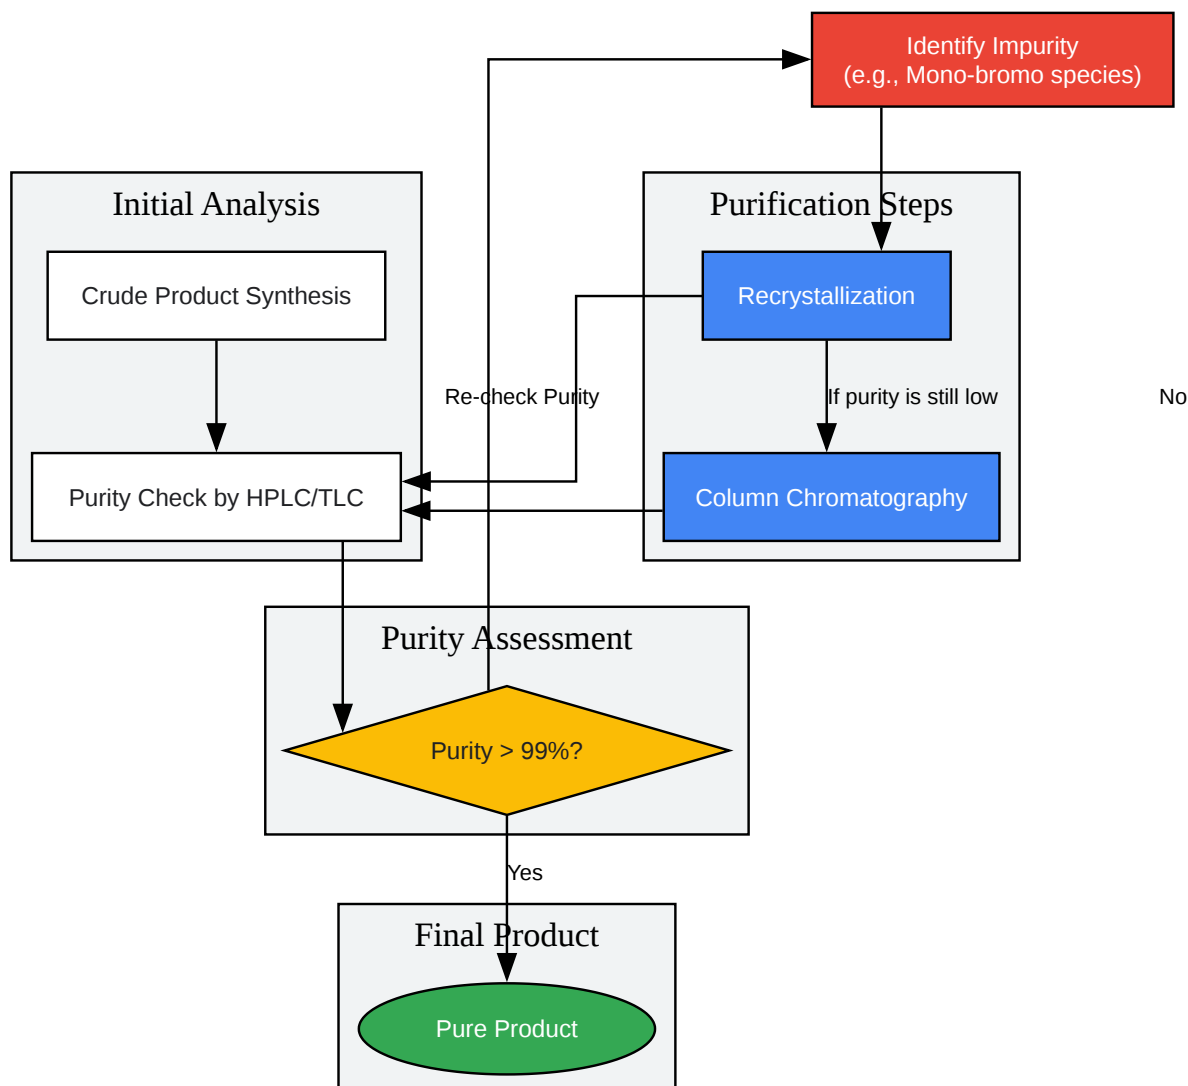 Identify Impurity
(e.g., Mono-bromo species)
Initial Analysis
Purification Steps
Crude Product Synthesis
Recrystallization
Re-check Purity
If purity is still low
No
Purity Check by HPLC/TLC
Column Chromatography
Purity Assessment
Purity > 99%?
Yes
Final Product
Pure Product